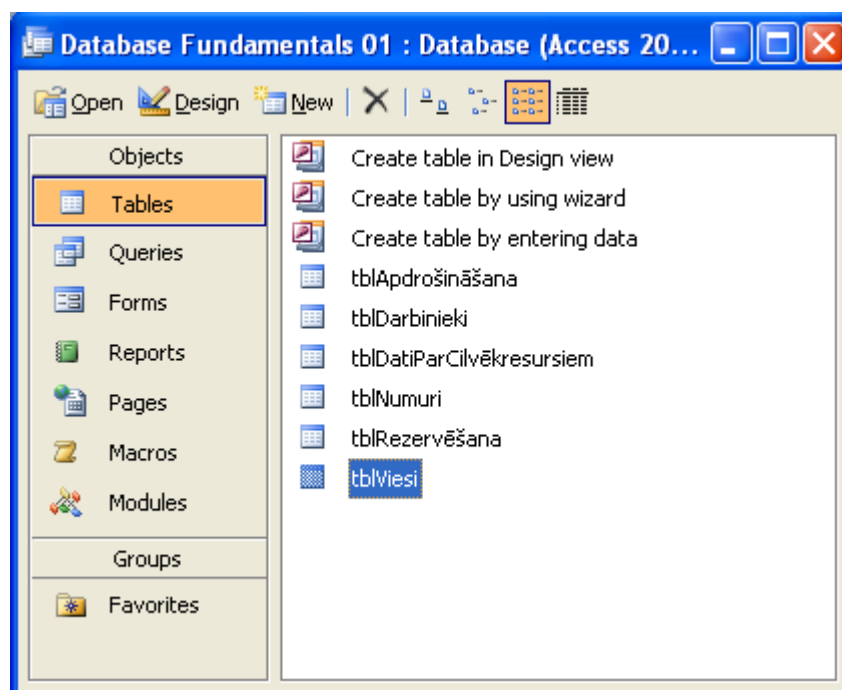 Database Fundamentals 01 : Database (Access 20...
Open Design New
Objects
Tables
Queries
Forms
Reports
Pages
Macros
Modules
Groups
Favorites
Create table in Design view
Create table by using wizard
Create table by entering data
tblApdrošināšana
tblDarbinieki
tblDatiParCilvēkresursiem
tblNumuri
tblRezervēšana
tblViesi